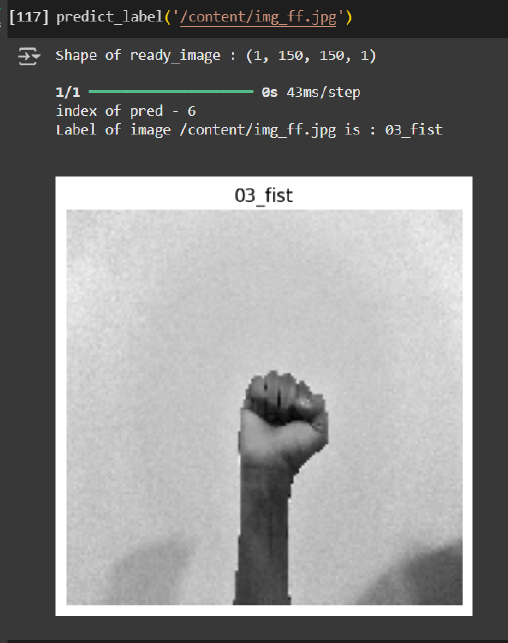 [117] predict_label('/content/img_ff.jpg')
Shape of ready_image : (1, 150, 150, 1)
1/1 ━━━━━━━━━━━━━━━━━━━━ 0s 43ms/step
index of pred - 6
Label of image /content/img_ff.jpg is : 03_fist
03_fist